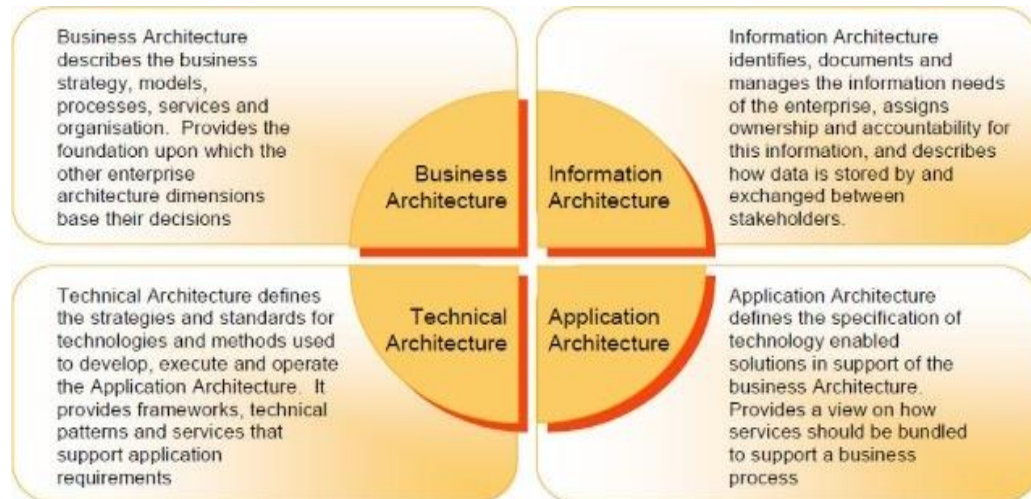 Business Architecture
describes the business
strategy, models,
processes, services and
organisation. Provides the
foundation upon which the
other enterprise
architecture dimensions
base their decisions
Information Architecture
identifies, documents and
manages the information needs
of the enterprise, assigns
ownership and accountability for
this information, and describes
how data is stored by and
exchanged between
stakeholders.
Business
Architecture
Information
Architecture
Technical
Architecture
Application
Architecture
Technical Architecture defines
the strategies and standards for
technologies and methods used
to develop, execute and operate
the Application Architecture. It
provides frameworks, technical
patterns and services that
support application
requirements
Application Architecture
defines the specification of
technology enabled
solutions in support of the
business Architecture.
Provides a view on how
services should be bundled
to support a business
process